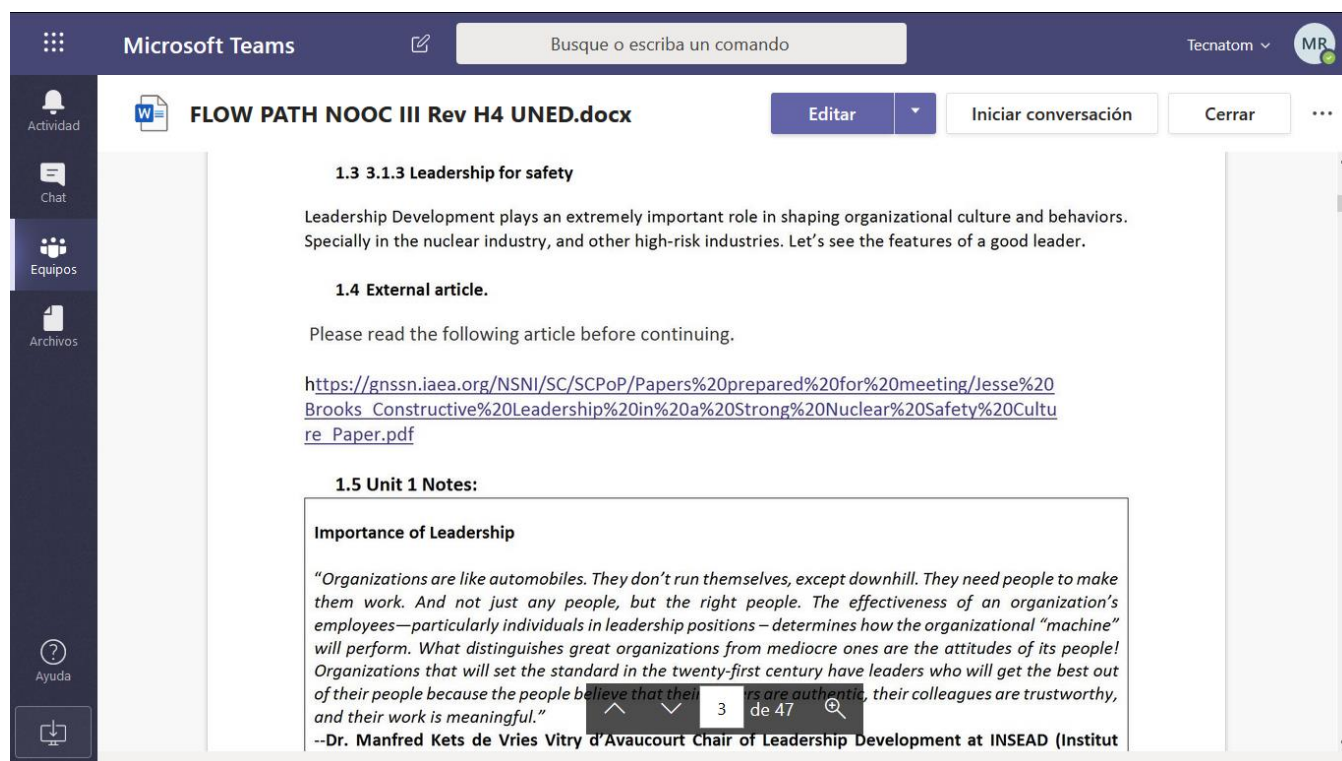 Microsoft Teams
Busque o escriba un comando
Tecnatom
MR
Actividad
Chat
Equipos
Archivos
Ayuda
W
FLOW PATH NOOC III Rev H4 UNED.docx
Editar
Iniciar conversación
Cerrar
1.3 3.1.3 Leadership for safety
Leadership Development plays an extremely important role in shaping organizational culture and behaviors.
Specially in the nuclear industry, and other high-risk industries. Let's see the features of a good leader.
1.4 External article.
Please read the following article before continuing.
https://gnssn.iaea.org/NSNI/SC/SCPoP/Papers%20prepared%20for%20meeting/Jesse%20
Brooks_Constructive%20Leadership%20in%20a%20Strong%20Nuclear%20Safety%20Cultu
re_Paper.pdf
1.5 Unit 1 Notes:
Importance of Leadership
"Organizations are like automobiles. They don't run themselves, except downhill. They need people to make
them work. And not just any people, but the right people. The effectiveness of an organization's
employees—particularly individuals in leadership positions – determines how the organizational "machine"
will perform. What distinguishes great organizations from mediocre ones are the attitudes of its people!
Organizations that will set the standard in the twenty-first century have leaders who will get the best out
of their people because the people believe that their are authentic, their colleagues are trustworthy,
and their work is meaningful."
3 de 47
--Dr. Manfred Kets de Vries Vitry d'Avaucourt Chair of Leadership Development at INSEAD (Institut